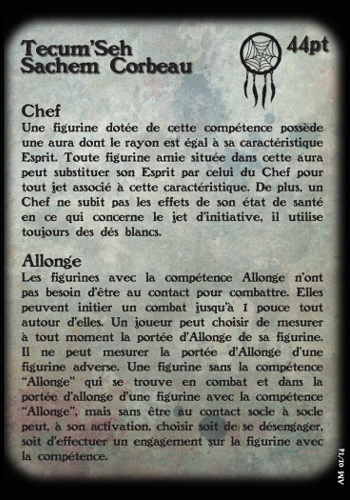 Tecum'Seh
44pt
Sachem Corbeau
Chef
Une figurine dotée de cette compétence possède
une aura dont le rayon est égal à sa caractéristique
Esprit. Toute figurine amie située dans cette aura
peut substituer son Esprit par celui du Chef pour
tout jet associé à cette caractéristique. De plus, un
Chef ne subit pas les effets de son état de santé
en ce qui concerne le jet d'initiative, il utilise
toujours des dés blancs.
Allonge
Les figurines avec la compétence Allonge n'ont
pas besoin d'être au contact pour combattre. Elles
peuvent initier un combat jusqu'à 1 pouce tout
autour d'elles. Un joueur peut choisir de mesurer
à tout moment la portée d'Allonge de sa figurine.
Il ne peut mesurer la portée d'Allonge d'une
figurine adverse. Une figurine sans la compétence
"Allonge" qui se trouve en combat et dans la
portée d'allonge d'une figurine avec la compétence
"Allonge", mais sans être au contact socle à socle
peut, à son activation, choisir soit de se désengager,
soit d'effectuer un engagement sur la figurine avec
la compétence.
AM 01/14